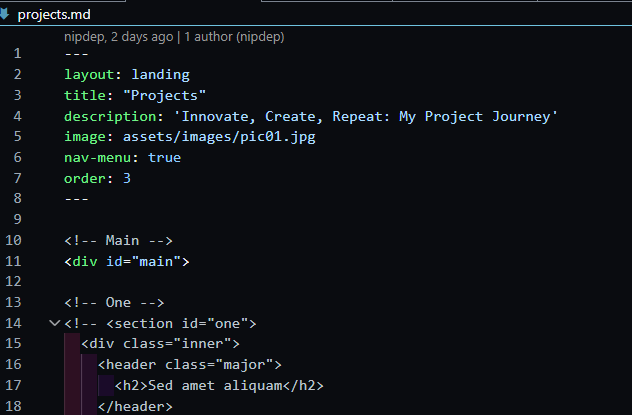 projects.md
nipdep, 2 days ago | 1 author (nipdep)
1 ---
2 layout: landing
3 title: "Projects"
4 description: 'Innovate, Create, Repeat: My Project Journey'
5 image: assets/images/pic01.jpg
6 nav-menu: true
7 order: 3
8 ---
9
10 <!-- Main -->
11 <div id="main">
12
13 <!-- One -->
14 <!-- <section id="one">
15 <div class="inner">
16 <header class="major">
17 <h2>Sed amet aliquam</h2>
18 </header>